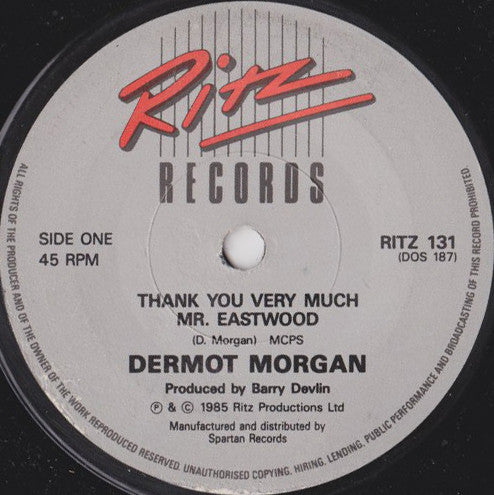 Ritz
RECORDS
SIDE ONE
45 RPM
RITZ 131
(DOS 187)
THANK YOU VERY MUCH
MR. EASTWOOD
(D. Morgan) MCPS
DERMOT MORGAN
Produced by Barry Devlin
Ⓟ & © 1985 Ritz Productions Ltd
Manufactured and distributed by
Spartan Records
ALL RIGHTS OF THE PRODUCER AND OF THE OWNER OF THE WORK REPRODUCED RESERVED. UNAUTHORISED COPYING. HIRING. LENDING. PUBLIC PERFORMANCE AND BROADCASTING OF THIS RECORD PROHIBITED.